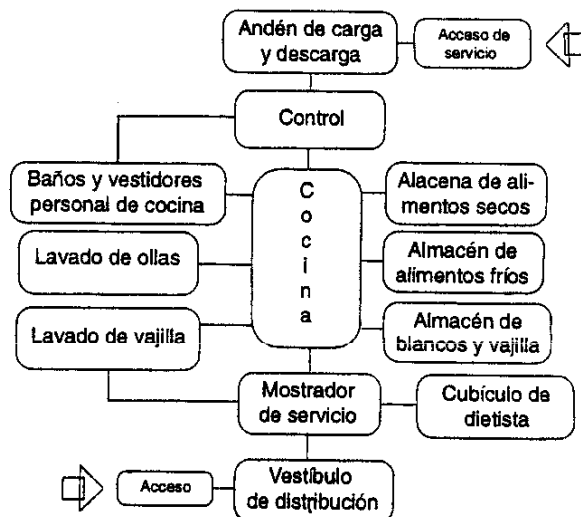 Andén de carga
y descarga
Acceso de
servicio
Control
Baños y vestidores
personal de cocina
Cocina
Alacena de ali-
mentos secos
Lavado de ollas
Almacén de
alimentos fríos
Lavado de vajilla
Almacén de
blancos y vajilla
Mostrador
de servicio
Cubículo de
dietista
Acceso
Vestíbulo
de distribución